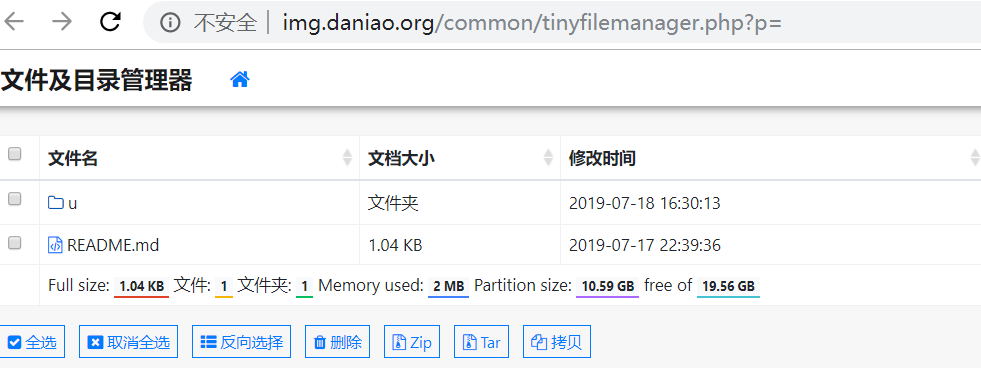 不安全 img.daniao.org/common/tinyfilemanager.php?p=
文件及目录管理器
文件名 文档大小 修改时间
u 文件夹 2019-07-18 16:30:13
README.md 1.04 KB 2019-07-17 22:39:36
Full size: 1.04 KB 文件: 1 文件夹: 1 Memory used: 2 MB Partition size: 10.59 GB free of 19.56 GB
全选 取消全选 反向选择 删除 Zip Tar 拷贝